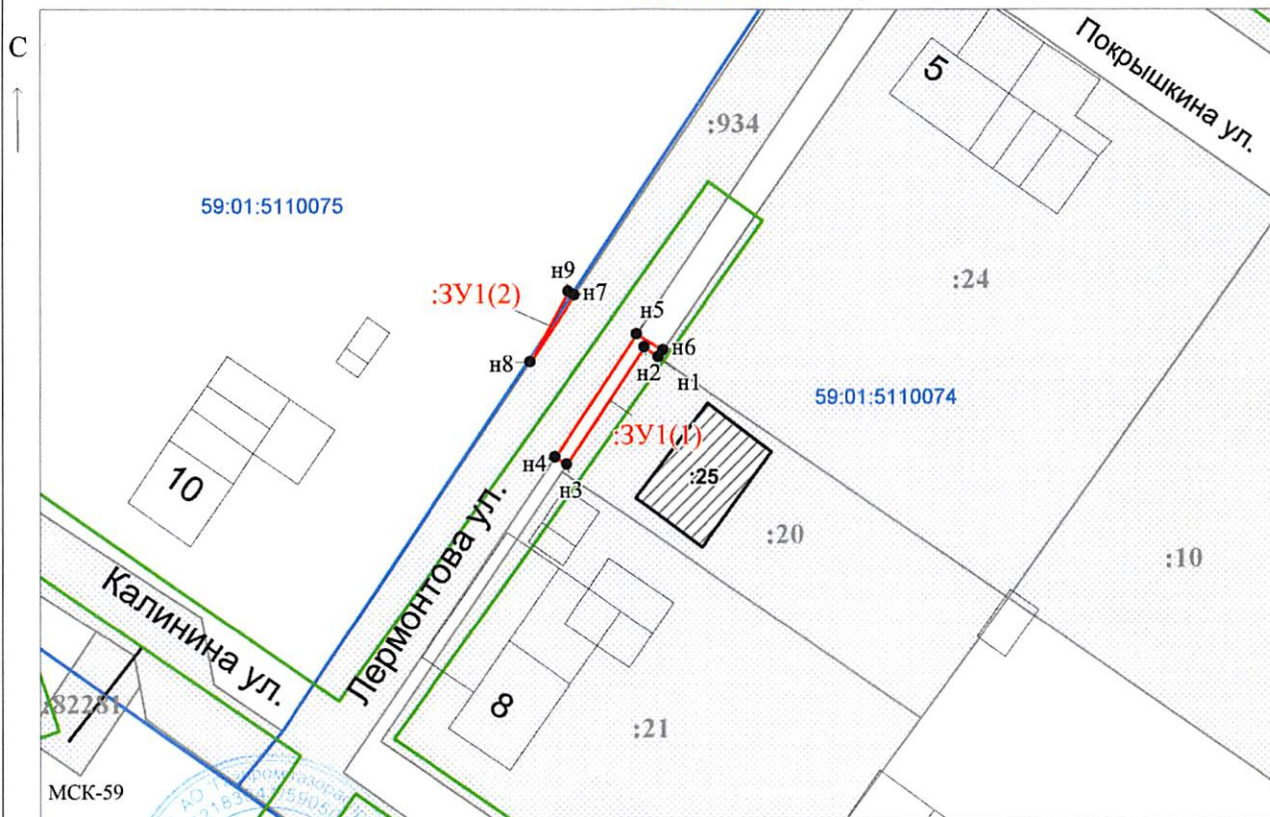 С
Покрышкина ул.
5
:934
59:01:5110075
:24
н9
н7
:ЗУ1(2)
н5
н6
н8
н2
н1
59:01:5110074
:ЗУ1(1)
н4
н3
:25
10
:20
:10
Лермонтова ул.
Калинина ул.
8
:82281
:21
МСК-59